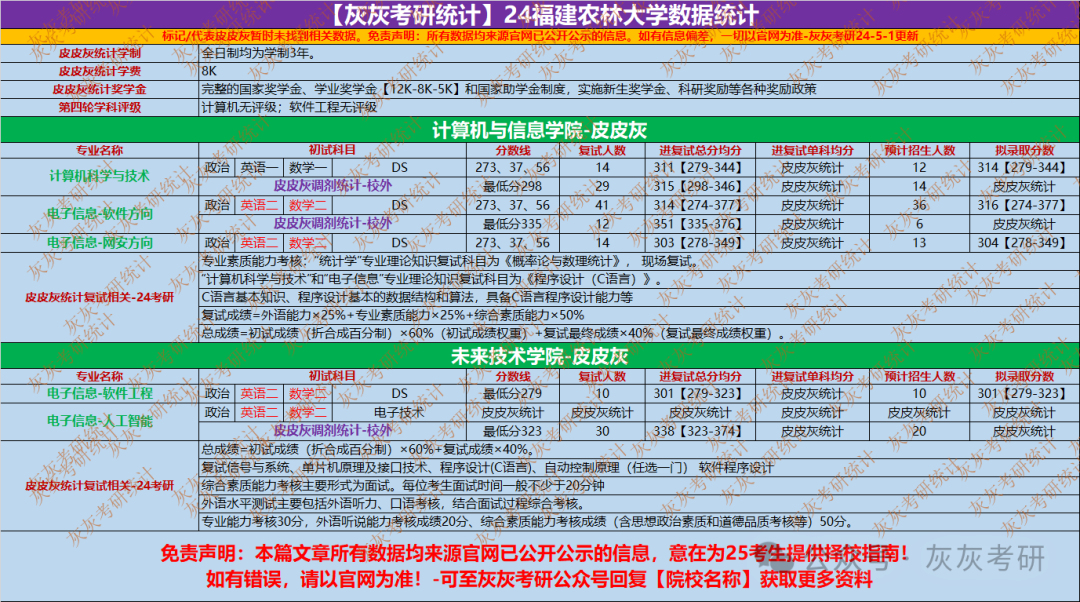 【灰灰考研统计】24福建农林大学数据统计
标记/代表皮皮灰暂时未找到相关数据。免责声明：所有数据均来源官网已公开公示的信息。如有信息偏差，一切以官网为准-灰灰考研24-5-1更新
皮皮灰统计学制 全日制均为学制3年。
皮皮灰统计学费 8K
皮皮灰统计奖学金 完整的国家奖学金、学业奖学金【12K-8K-5K】和国家助学金制度，实施新生奖学金、科研奖励等各种奖励政策
第四轮学科评级 计算机无评级；软件工程无评级
计算机与信息学院-皮皮灰
专业名称 初试科目 分数线 复试人数 进复试总分均分 进复试单科均分 预计招生人数 拟录取分数
计算机科学与技术 政治 英语一 数学一 DS 273、37、56 14 311【279-344】 皮皮灰统计 12 314【279-344】
皮皮灰调剂统计-校外 最低分298 29 315【298-346】 皮皮灰统计 14 皮皮灰统计
电子信息-软件方向 政治 英语二 数学二 DS 273、37、56 41 314【274-377】 皮皮灰统计 36 316【274-377】
皮皮灰调剂统计-校外 最低分335 12 351【335-376】 皮皮灰统计 6 皮皮灰统计
电子信息-网安方向 政治 英语二 数学二 DS 273、37、56 14 303【278-349】 皮皮灰统计 13 304【278-349】
皮皮灰统计复试相关-24考研 专业素质能力考核：“统计学”专业理论知识复试科目为《概率论与数理统计》，现场复试。
“计算机科学与技术”和“电子信息”专业理论知识复试科目为《程序设计（C语言）》。
C语言基本知识、程序设计基本的数据结构和算法，具备C语言程序设计能力等
复试成绩=外语能力×25%+专业素质能力×25%+综合素质能力×50%
总成绩=初试成绩（折合成百分制）×60%（初试成绩权重）+复试最终成绩×40%（复试最终成绩权重）.
未来技术学院-皮皮灰
专业名称 初试科目 分数线 复试人数 进复试总分均分 进复试单科均分 预计招生人数 拟录取分数
电子信息-软件工程 政治 英语二 数学二 DS 最低分279 10 301【279-323】 皮皮灰统计 10 301【279-323】
电子信息-人工智能 政治 英语二 数学二 电子技术 皮皮灰统计 皮皮灰统计 皮皮灰统计 皮皮灰统计 皮皮灰统计 皮皮灰统计
皮皮灰调剂统计-校外 最低分323 30 338【323-374】 皮皮灰统计 20 皮皮灰统计
皮皮灰统计复试相关-24考研 总成绩=初试成绩（折合成百分制）×60%+复试成绩×40%。
复试信号与系统、单片机原理及接口技术、程序设计(C语言)、自动控制原理（任选一门） 软件程序设计
综合素质能力考核主要形式为面试。每位考生面试时间一般不少于20分钟
外语水平测试主要包括外语听力、口语考核，结合面试过程综合考核。
专业能力考核30分，外语听说能力考核成绩20分、综合素质能力考核成绩（含思想政治素质和道德品质考核等）50分。
免责声明：本篇文章所有数据均来源官网已公开公示的信息，意在为25考生提供择校指南！
如有错误，请以官网为准！-可至灰灰考研公众号回复【院校名称】获取更多资料
公众号 灰灰考研
灰灰考研统计